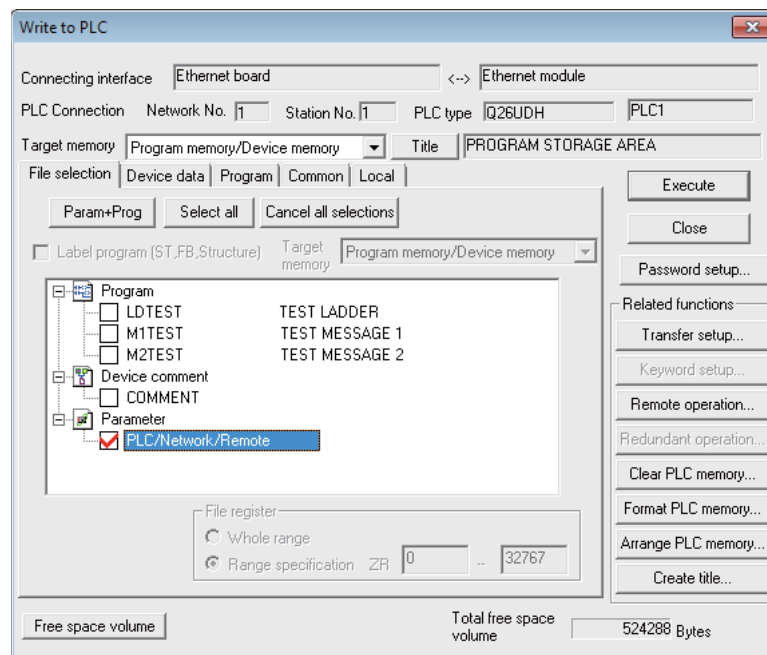 Write to PLC
Connecting interface Ethernet board <--> Ethernet module
PLC Connection Network No. 1 Station No. 1 PLC type Q26UDH PLC1
Target memory Program memory/Device memory Title PROGRAM STORAGE AREA
File selection Device data Program Common Local
Param+Prog Select all Cancel all selections
Label program (ST,FB,Structure) Target memory Program memory/Device memory
Program
LDTEST TEST LADDER
M1TEST TEST MESSAGE 1
M2TEST TEST MESSAGE 2
Device comment
COMMENT
Parameter
PLC/Network/Remote
File register
Whole range
Range specification ZR 0 .. 32767
Execute
Close
Password setup...
Related functions
Transfer setup...
Keyword setup...
Remote operation...
Redundant operation...
Clear PLC memory...
Format PLC memory...
Arrange PLC memory...
Create title...
Free space volume
Total free space volume 524288 Bytes